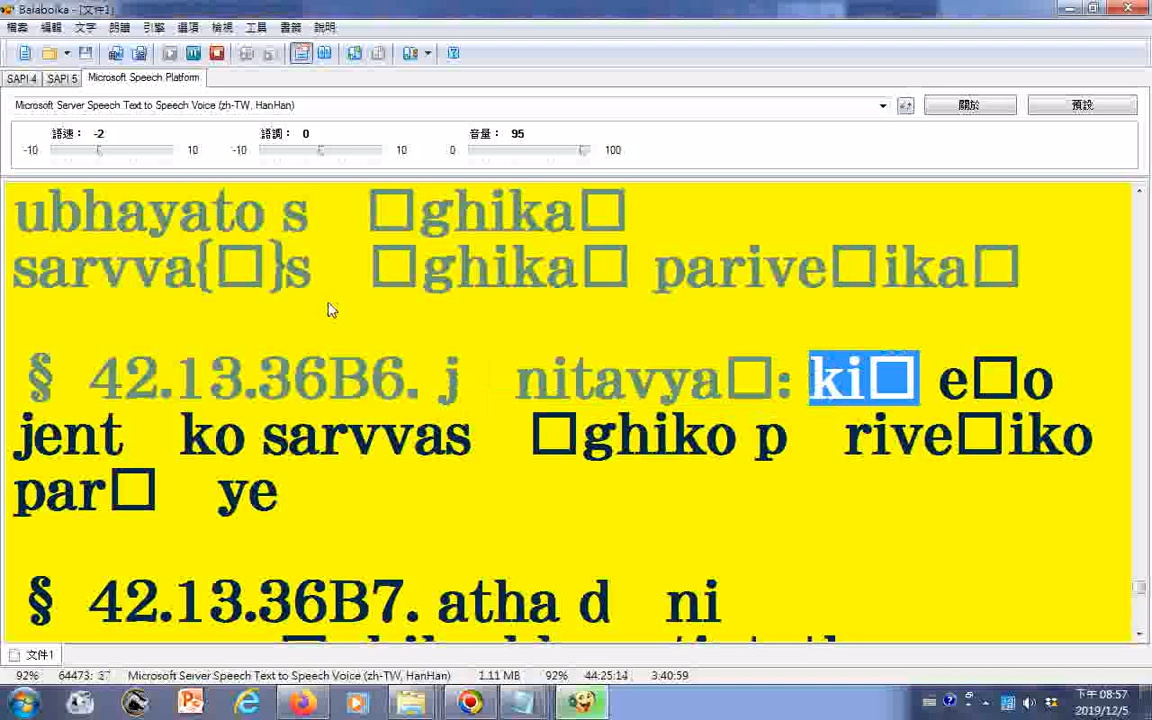 Balabolka - [文件1]
檔案 編輯 文字 朗讀 引擎 選項 檢視 工具 書籤 說明
SAPI 4 SAPI 5 Microsoft Speech Platform
Microsoft Server Speech Text to Speech Voice (zh-TW, HanHan) 關於 預設
語速： -2 語調： 0 音量： 95
-10 10 -10 10 0 100
ubhayato s □ghika□
sarvva{□}s □ghika□ parive□ika□
§ 42.13.36B6. j nitavya□: ki□ e□o
jent ko sarvvas □ghiko p rive□iko
par□ ye
§ 42.13.36B7. atha d ni
文件1
92% 64473: 37 Microsoft Server Speech Text to Speech Voice (zh-TW, HanHan) 1.11 MB 92% 44:25:14 3:40:59
下午 08:57
2019/12/5